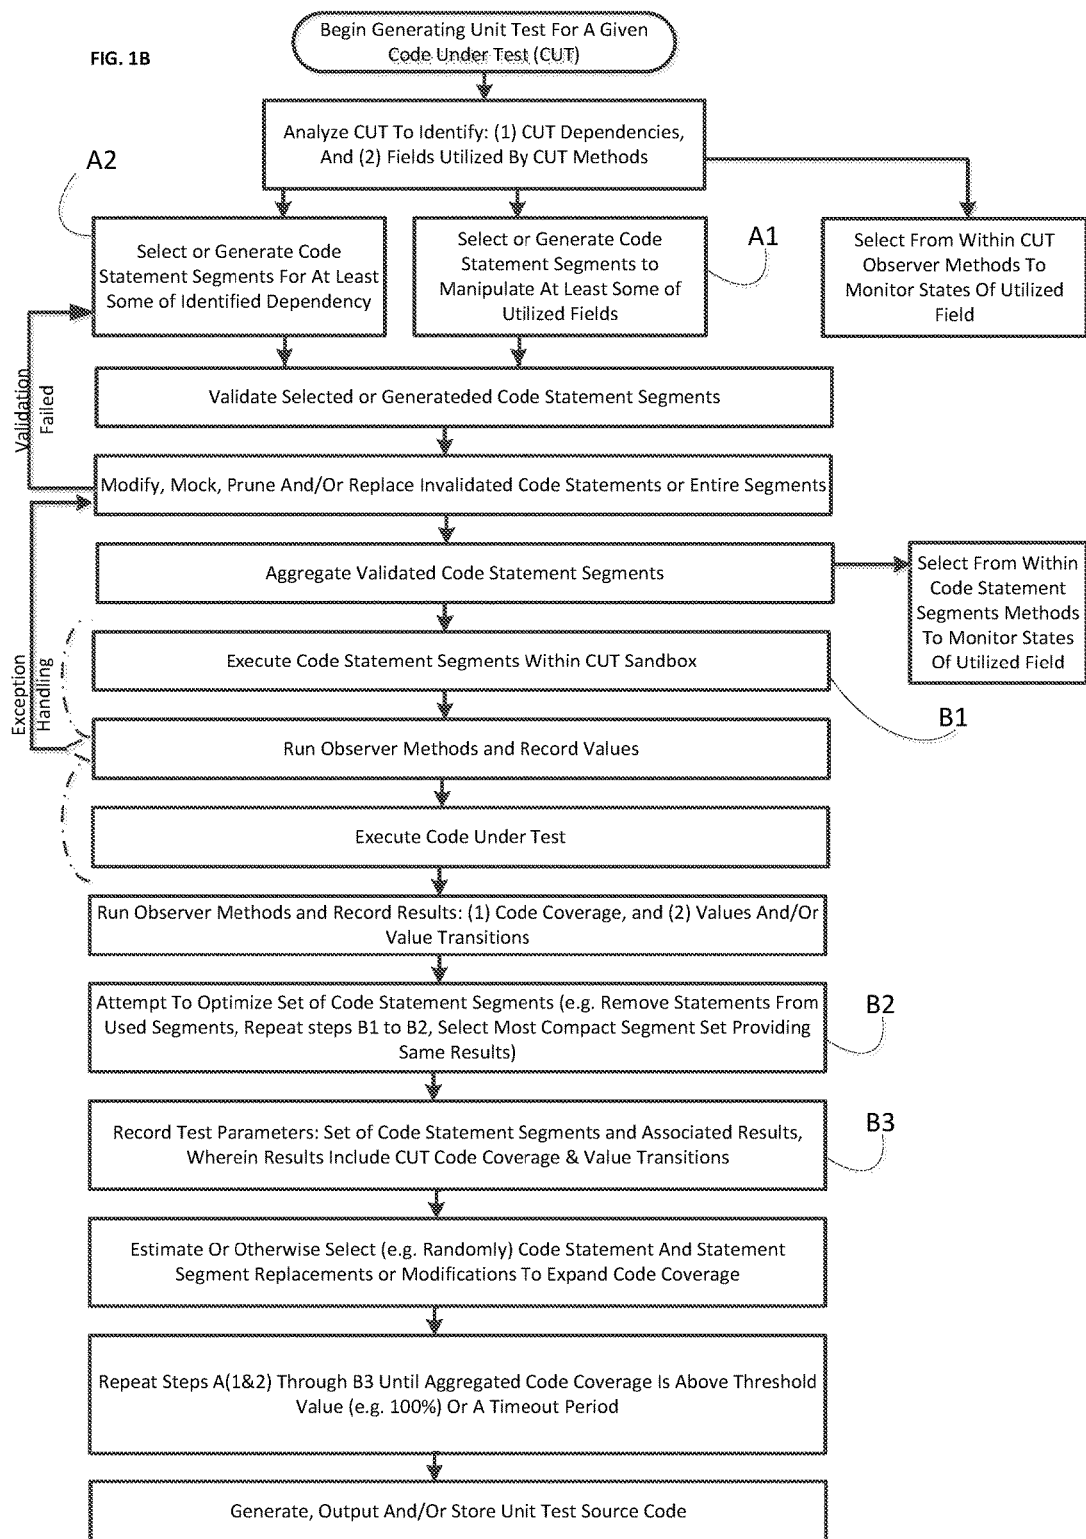 Begin Generating Unit Test For A Given
Code Under Test (CUT)
FIG. 1B
Analyze CUT To Identify: (1) CUT Dependencies,
And (2) Fields Utilized By CUT Methods
A2
Select or Generate Code
Statement Segments For At Least
Some of Identified Dependency
Select or Generate Code
Statement Segments to
Manipulate At Least Some of
Utilized Fields
A1
Select From Within CUT
Observer Methods To
Monitor States Of Utilized
Field
Validation
Failed
Validate Selected or Generateded Code Statement Segments
Modify, Mock, Prune And/Or Replace Invalidated Code Statements or Entire Segments
Aggregate Validated Code Statement Segments
Select From Within
Code Statement
Segments Methods
To Monitor States
Of Utilized Field
Exception
Handling
Execute Code Statement Segments Within CUT Sandbox
B1
Run Observer Methods and Record Values
Execute Code Under Test
Run Observer Methods and Record Results: (1) Code Coverage, and (2) Values And/Or
Value Transitions
Attempt To Optimize Set of Code Statement Segments (e.g. Remove Statements From
Used Segments, Repeat steps B1 to B2, Select Most Compact Segment Set Providing
Same Results)
B2
Record Test Parameters: Set of Code Statement Segments and Associated Results,
Wherein Results Include CUT Code Coverage & Value Transitions
B3
Estimate Or Otherwise Select (e.g. Randomly) Code Statement And Statement
Segment Replacements or Modifications To Expand Code Coverage
Repeat Steps A(1&2) Through B3 Until Aggregated Code Coverage Is Above Threshold
Value (e.g. 100%) Or A Timeout Period
Generate, Output And/Or Store Unit Test Source Code